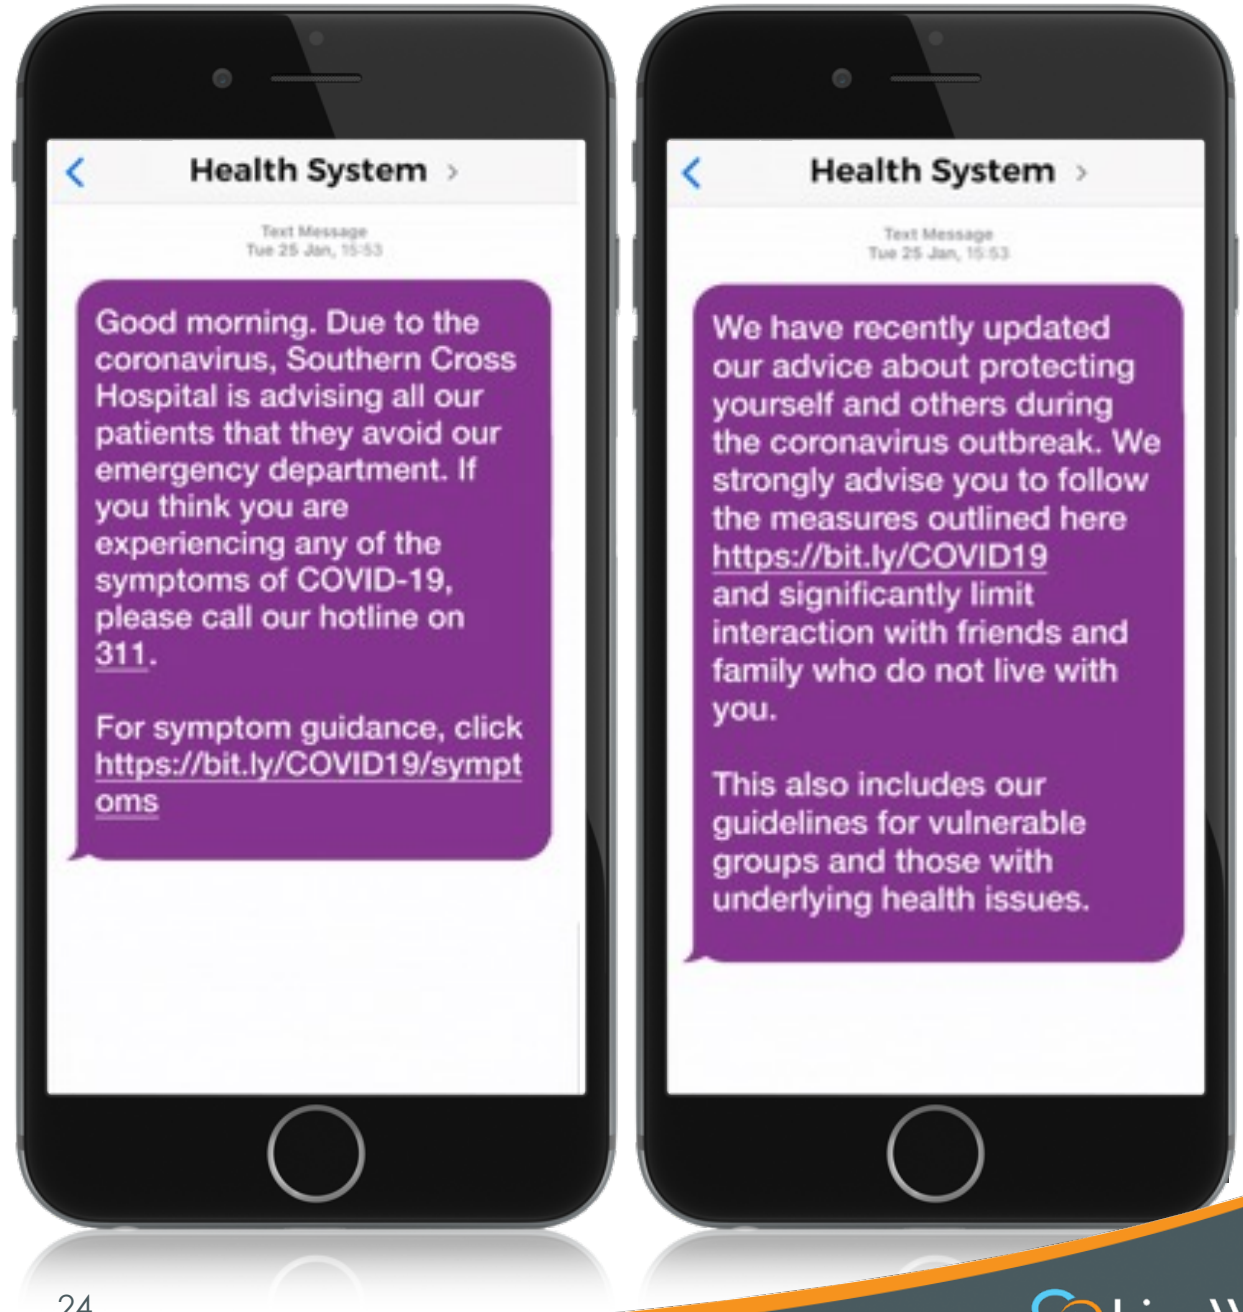 Health System >
Text Message
Tue 25 Jan, 15:53
Good morning. Due to the
coronavirus, Southern Cross
Hospital is advising all our
patients that they avoid our
emergency department. If
you think you are
experiencing any of the
symptoms of COVID-19,
please call our hotline on
311.
For symptom guidance, click
https://bit.ly/COVID19/sympt
oms
Health System >
Text Message
Tue 25 Jan, 15:53
We have recently updated
our advice about protecting
yourself and others during
the coronavirus outbreak. We
strongly advise you to follow
the measures outlined here
https://bit.ly/COVID19
and significantly limit
interaction with friends and
family who do not live with
you.
This also includes our
guidelines for vulnerable
groups and those with
underlying health issues.
24